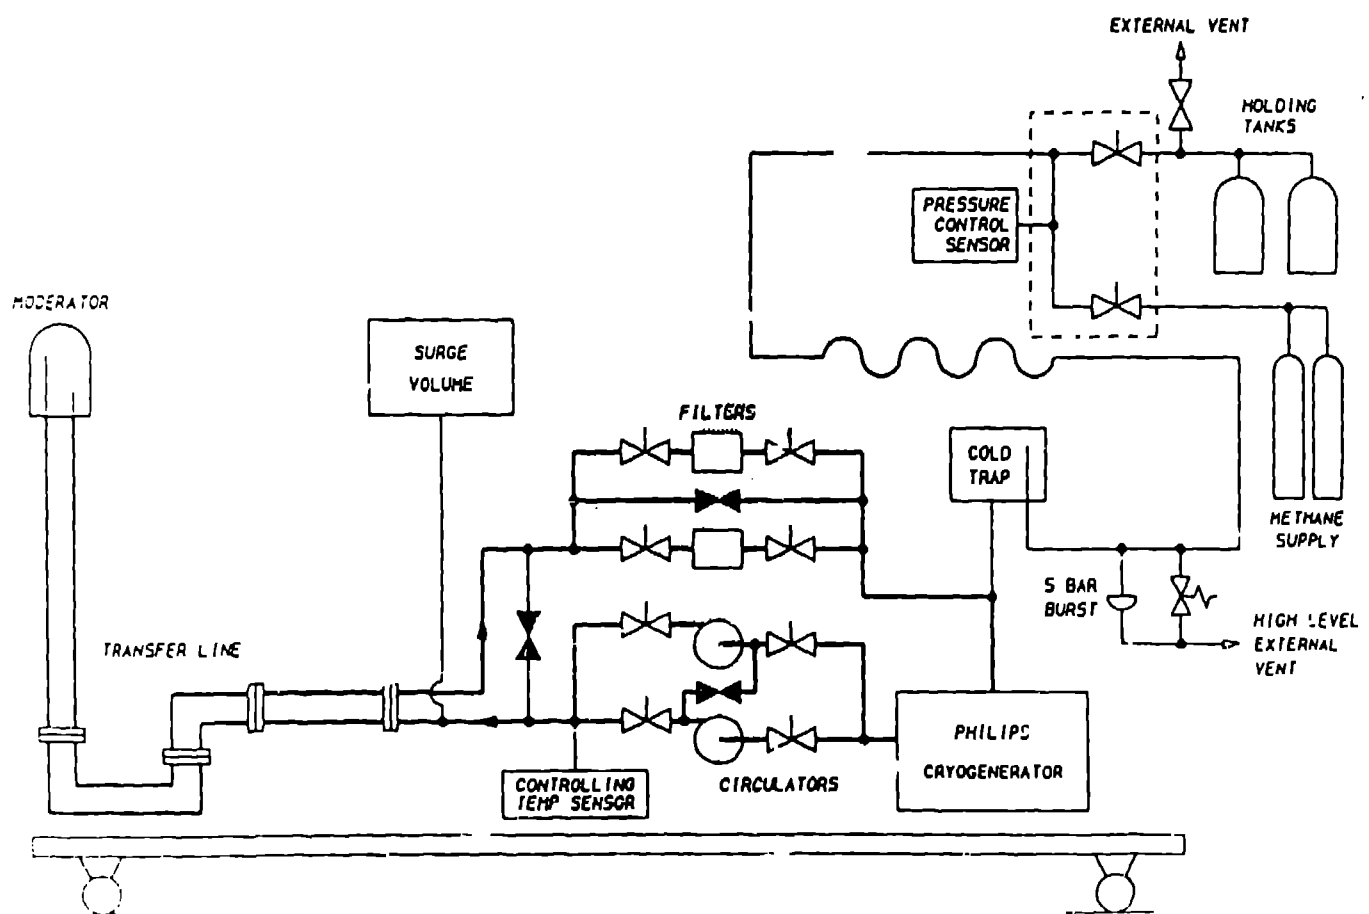 EXTERNAL VENT
HOLDING
TANKS
PRESSURE
CONTROL
SENSOR
MODERATOR
SURGE
VOLUME
FILTERS
COLD
TRAP
METHANE
SUPPLY
5 BAR
BURST
HIGH LEVEL
EXTERNAL
VENT
TRANSFER LINE
PHILIPS
CRYOGENERATOR
CONTROLLING
TEMP SENSOR
CIRCULATORS